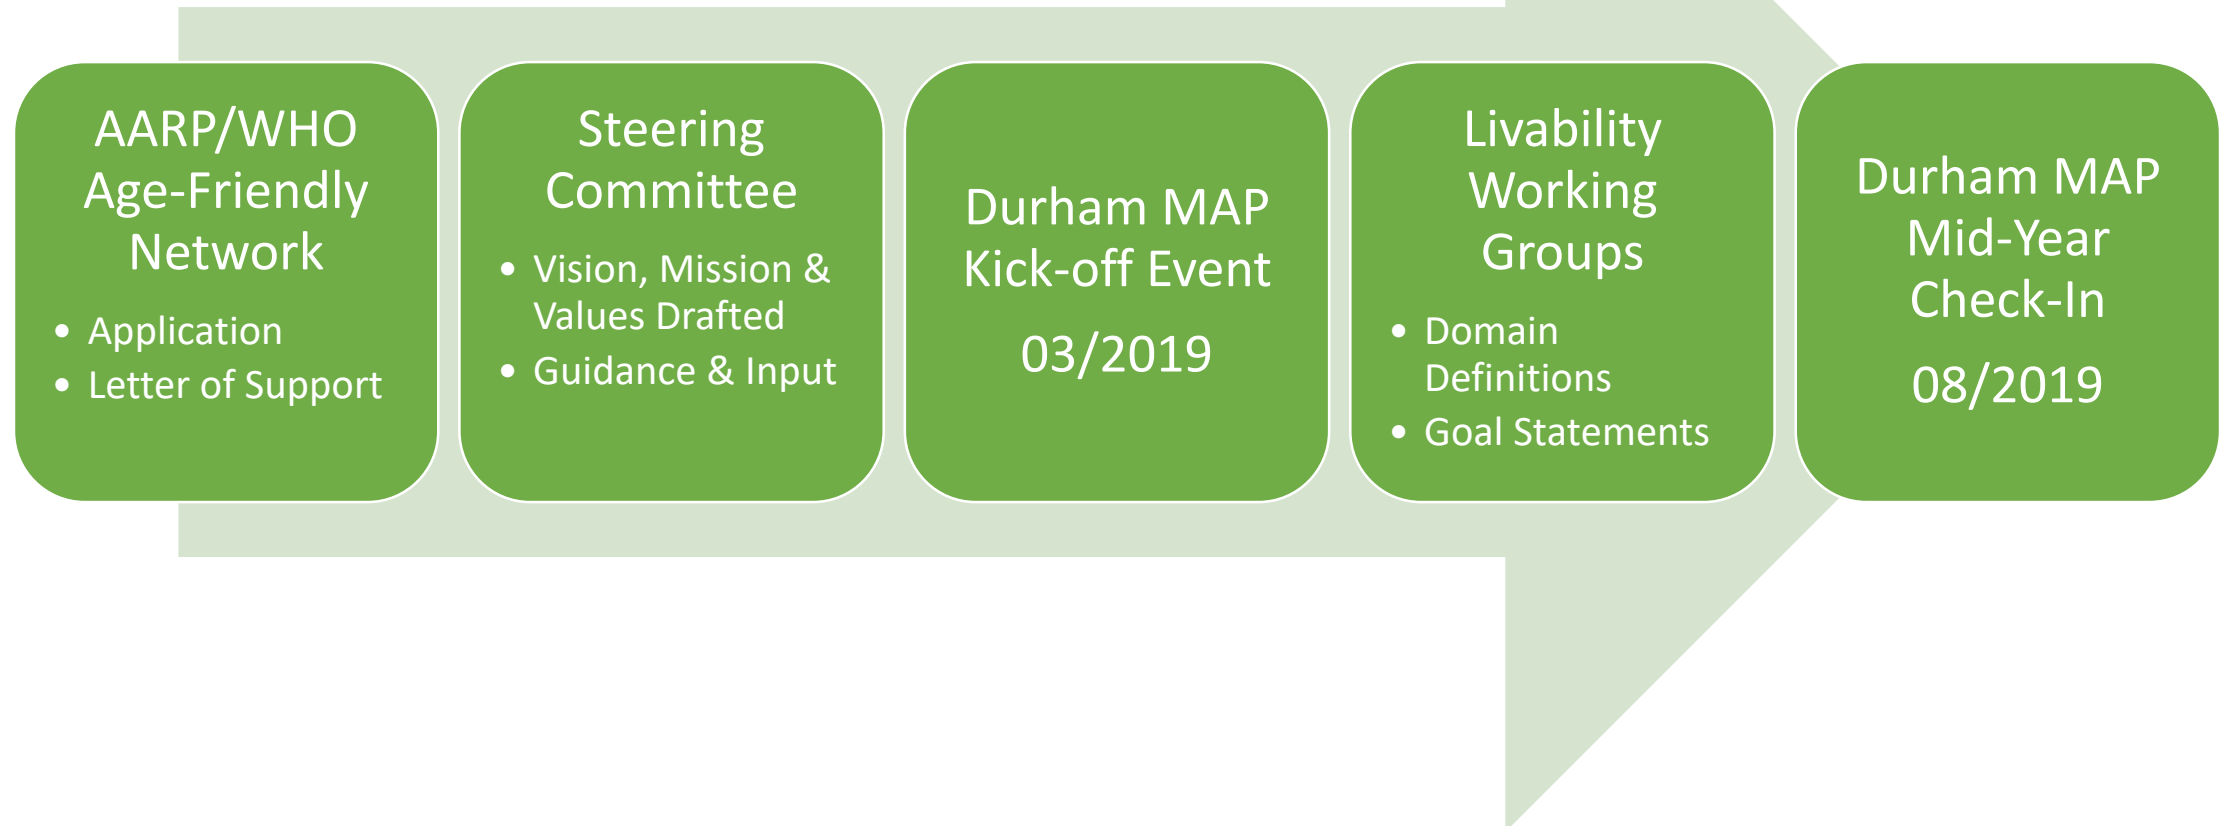 AARP/WHO
Age-Friendly
Network
• Application
• Letter of Support
Steering
Committee
• Vision, Mission &
Values Drafted
• Guidance & Input
Durham MAP
Kick-off Event
03/2019
Livability
Working
Groups
• Domain
Definitions
• Goal Statements
Durham MAP
Mid-Year
Check-In
08/2019